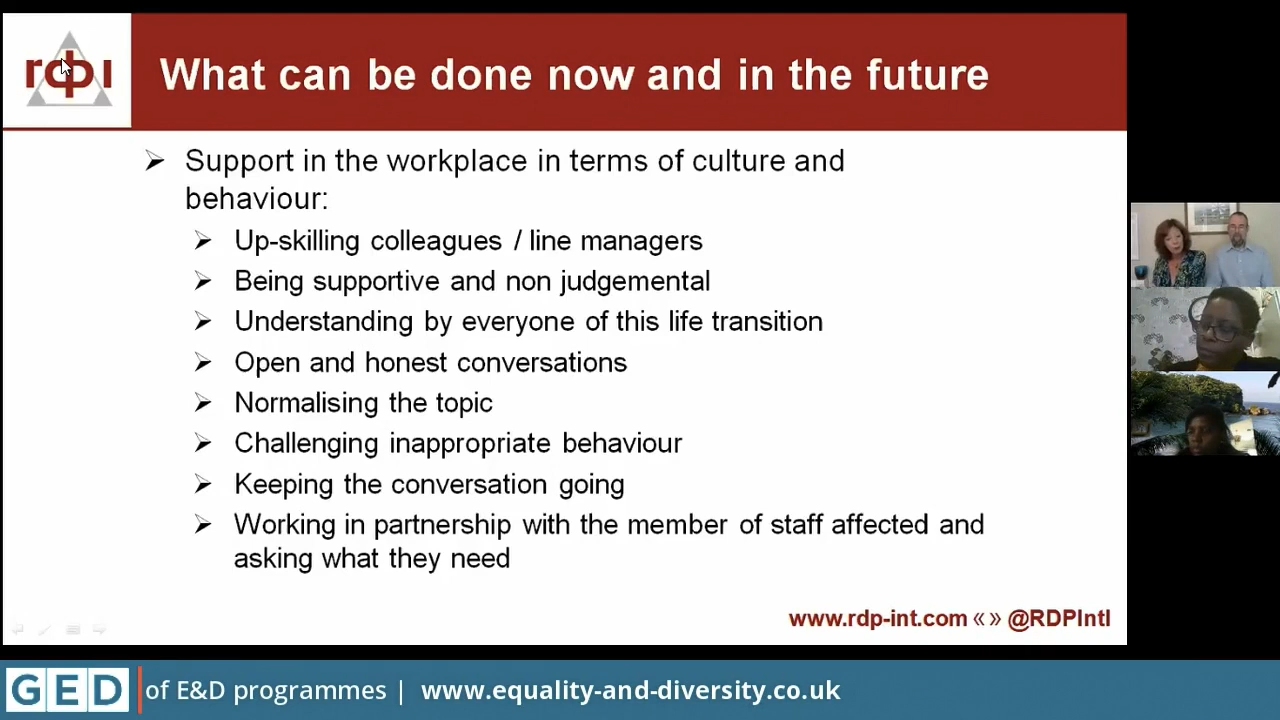 rdpi
What can be done now and in the future
➢ Support in the workplace in terms of culture and
behaviour:
➢ Up-skilling colleagues / line managers
➢ Being supportive and non judgemental
➢ Understanding by everyone of this life transition
➢ Open and honest conversations
➢ Normalising the topic
➢ Challenging inappropriate behaviour
➢ Keeping the conversation going
➢ Working in partnership with the member of staff affected and
asking what they need
www.rdp-int.com «» @RDPIntl
GED of E&D programmes | www.equality-and-diversity.co.uk